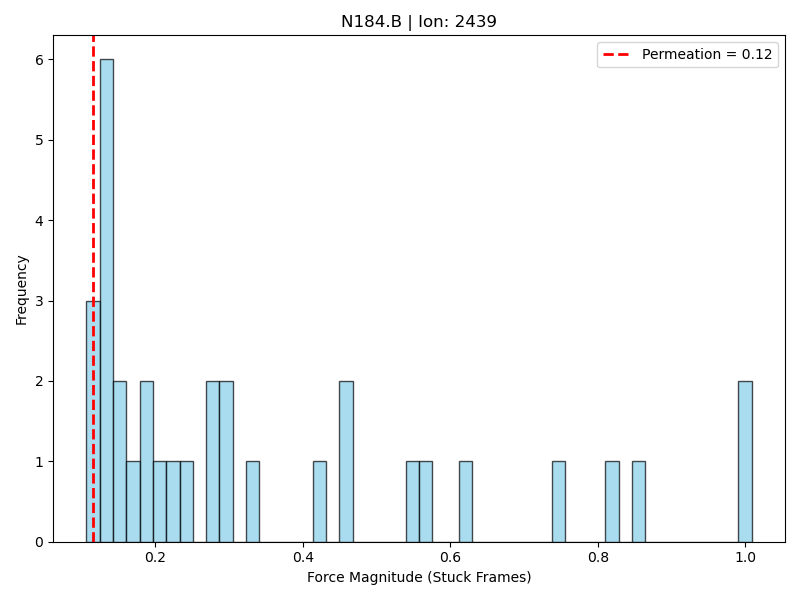 N184.B | Ion: 2439
Permeation = 0.12
6
5
4
3
2
1
0
Frequency
0.2 0.4 0.6 0.8 1.0
Force Magnitude (Stuck Frames)